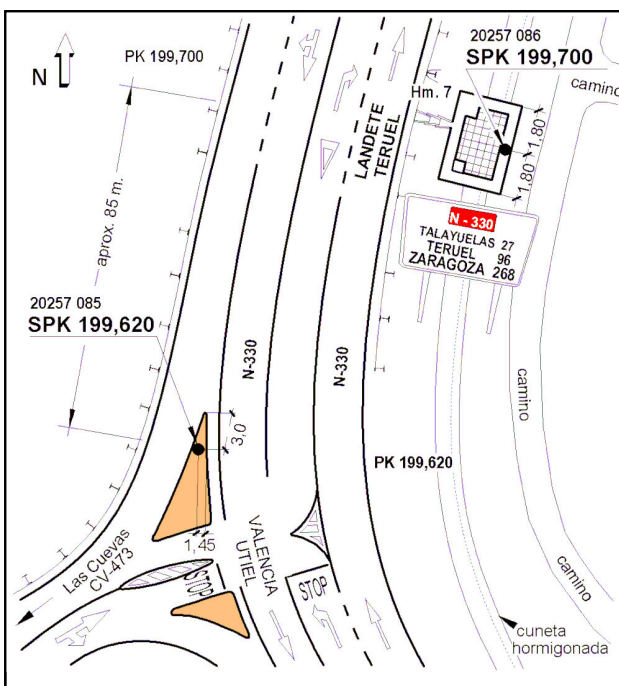 20257 086
SPK 199,700
PK 199,700
N
camino
Hm. 7
1,80
1,80
LANDETE
TERUEL
N - 330
TALAYUELAS 27
TERUEL 96
ZARAGOZA 268
aprox. 85 m.
20257 085
SPK 199,620
N-330
N-330
camino
3,0
PK 199,620
1,45
VALENCIA
UTIEL
Las Cuevas
CV-473
STOP
STOP
camino
cuneta
hormigonada